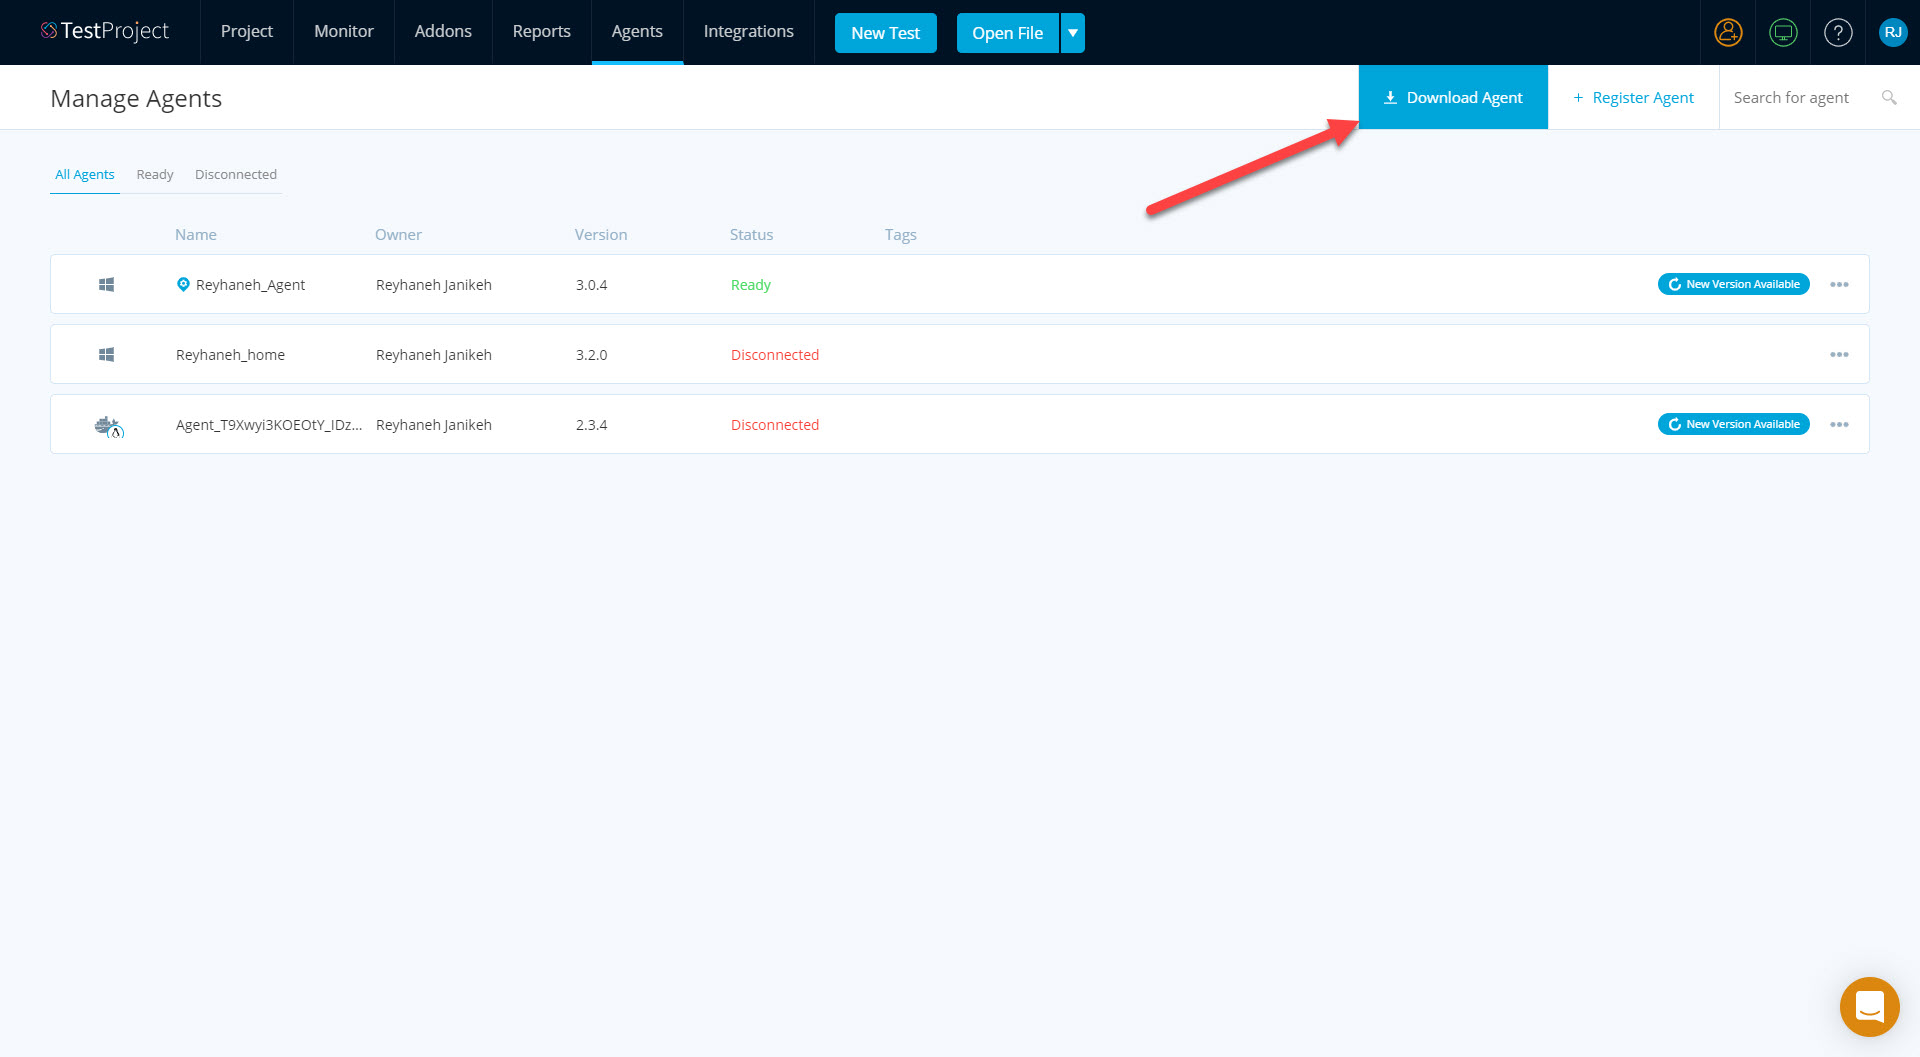 TestProject
Project
Monitor
Addons
Reports
Agents
Integrations
New Test
Open File
?
RJ
Manage Agents
Download Agent
+ Register Agent
Search for agent
All Agents
Ready
Disconnected
Name
Owner
Version
Status
Tags
Reyhaneh_Agent
Reyhaneh Janikeh
3.0.4
Ready
New Version Available
Reyhaneh_home
Reyhaneh Janikeh
3.2.0
Disconnected
Agent_T9Xwyi3KOEOtY_IDz...
Reyhaneh Janikeh
2.3.4
Disconnected
New Version Available